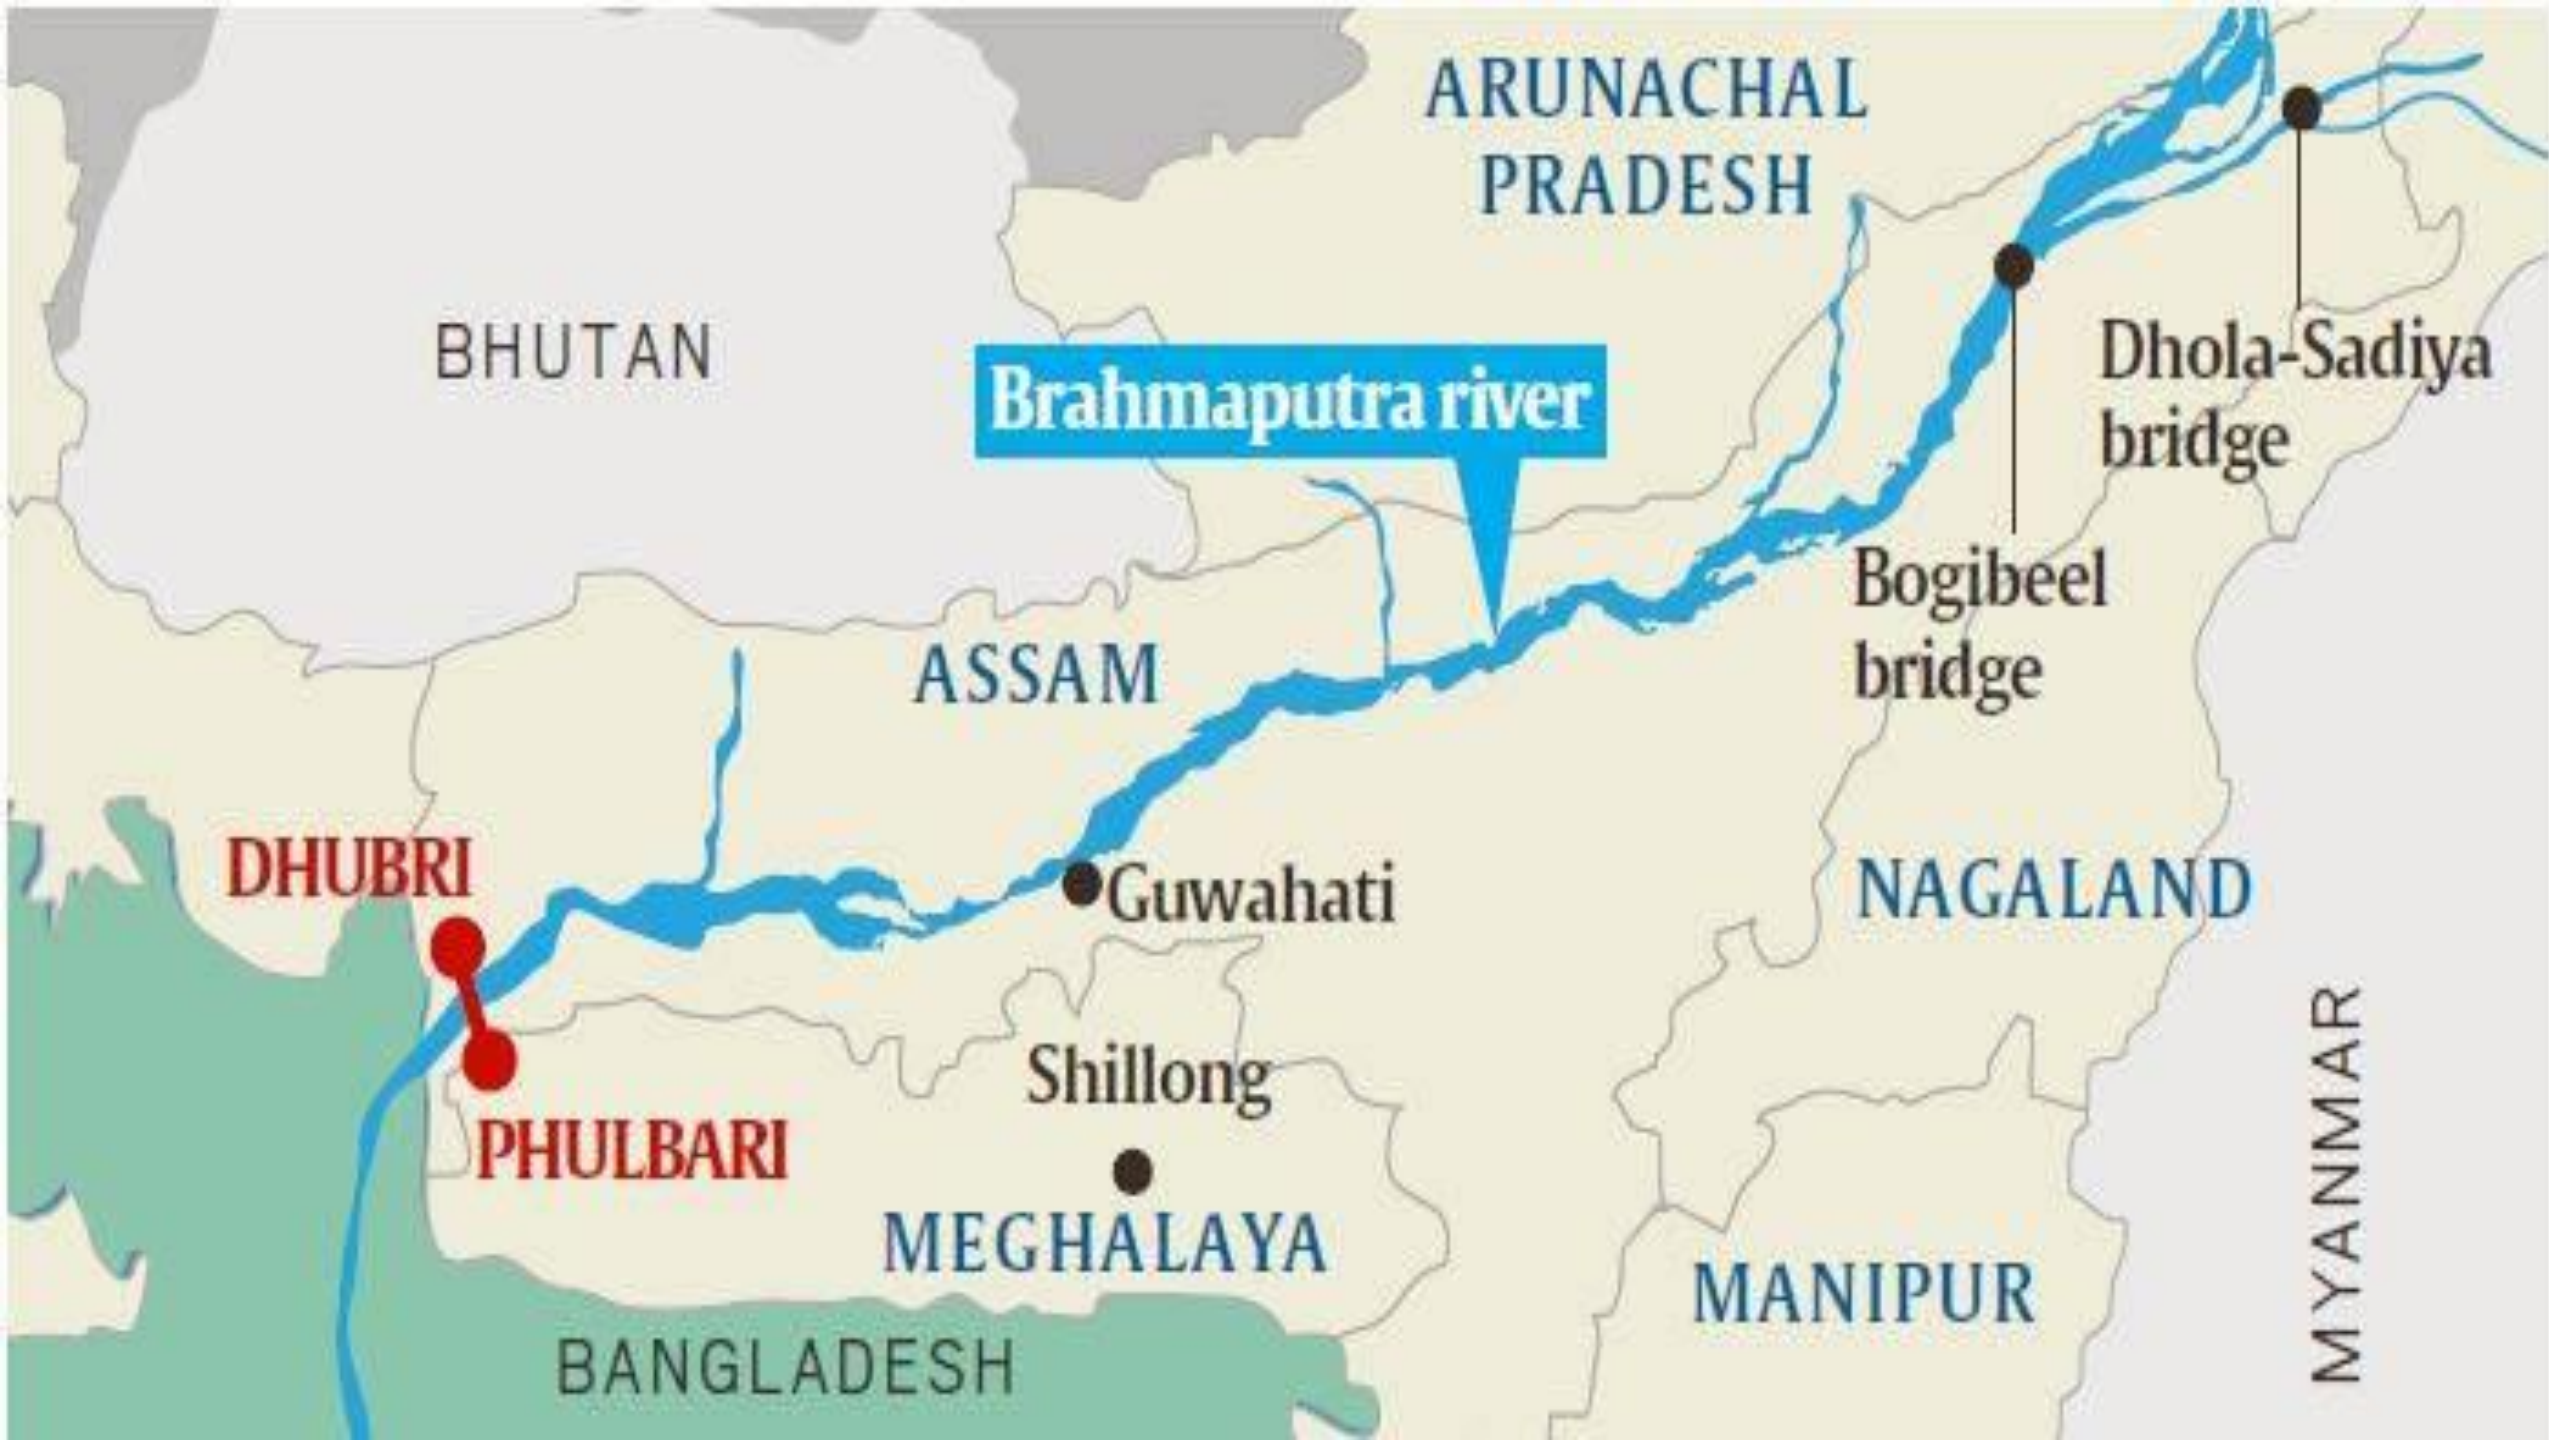 ARUNACHAL
PRADESH
BHUTAN
Brahmaputra river
Dhola-Sadiya
bridge
Bogibeel
bridge
ASSAM
DHUBRI
Guwahati
NAGALAND
Shillong
PHULBARI
MEGHALAYA
MANIPUR
MYANMAR
BANGLADESH